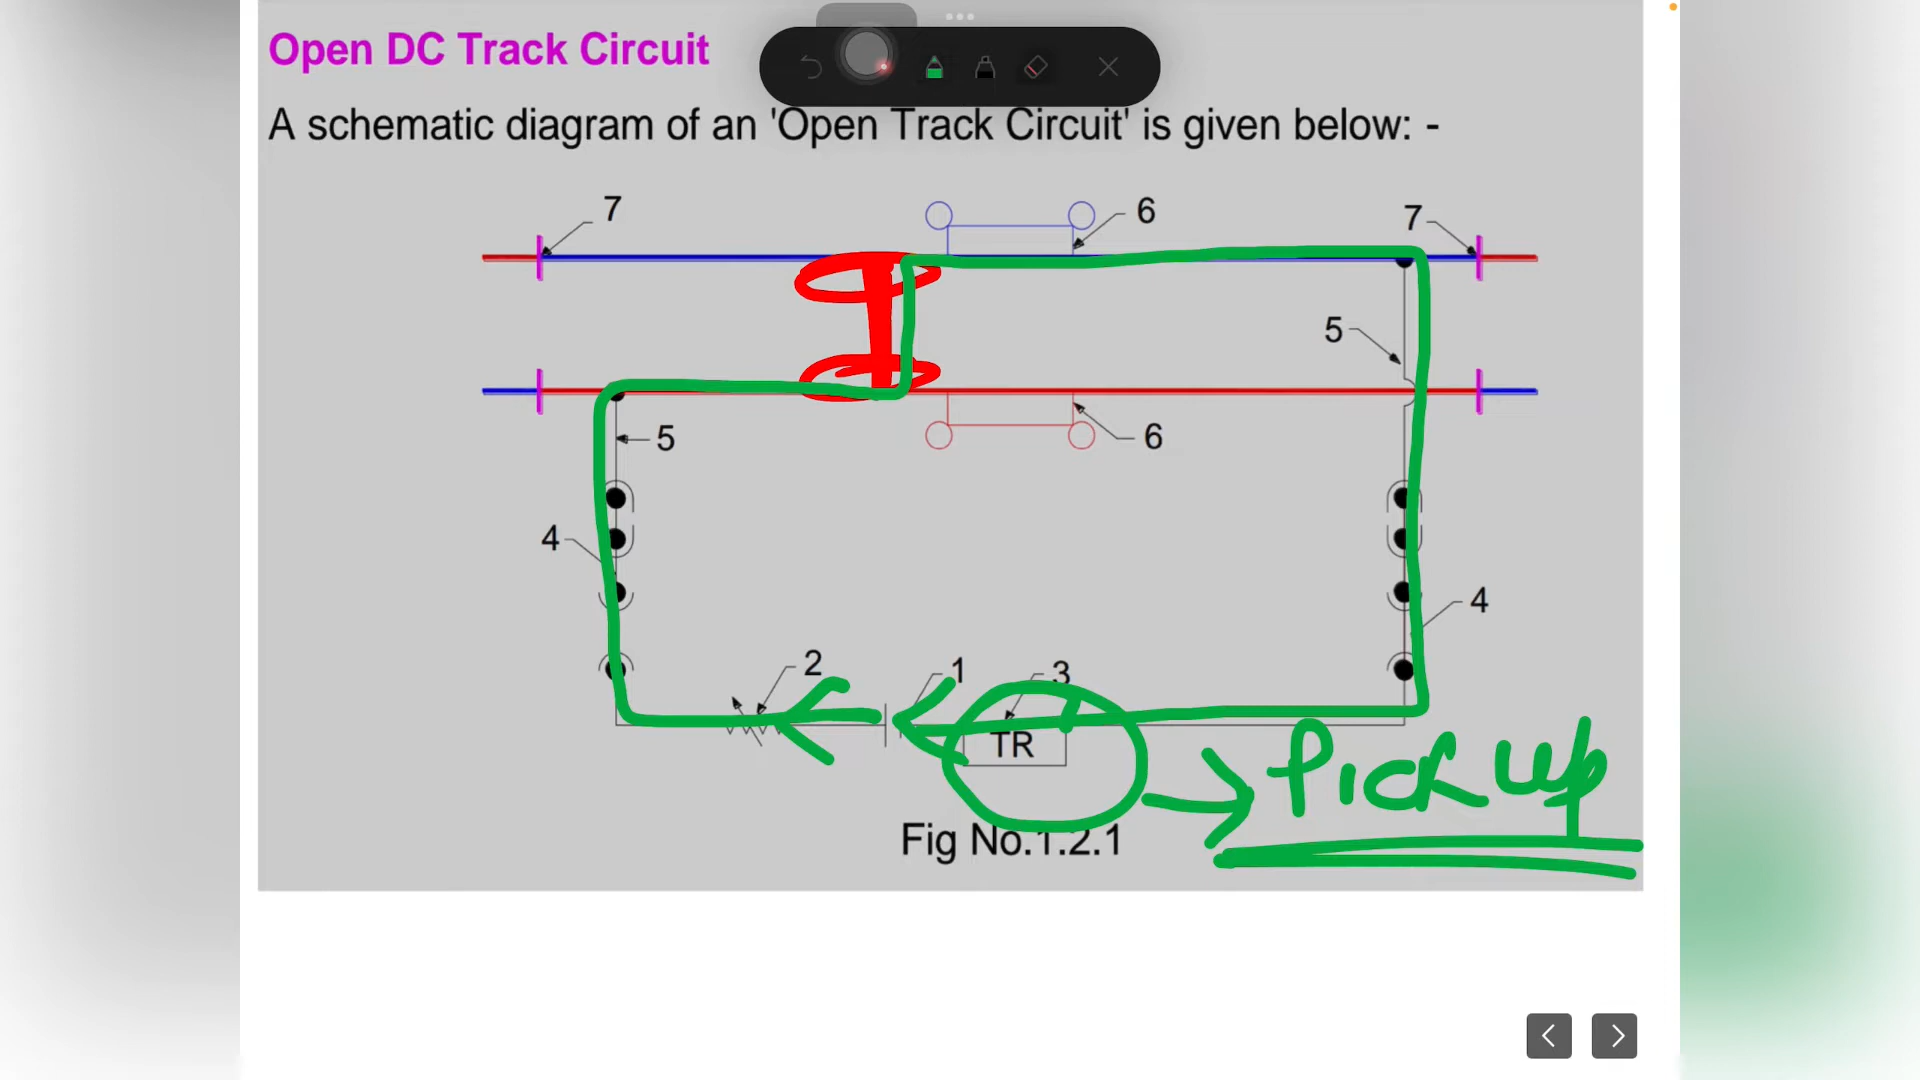 Open DC Track Circuit
A schematic diagram of an 'Open Track Circuit' is given below: -
7
6
7
5
5
6
4
4
2
1
3
TR
Pick up
Fig No.1.2.1